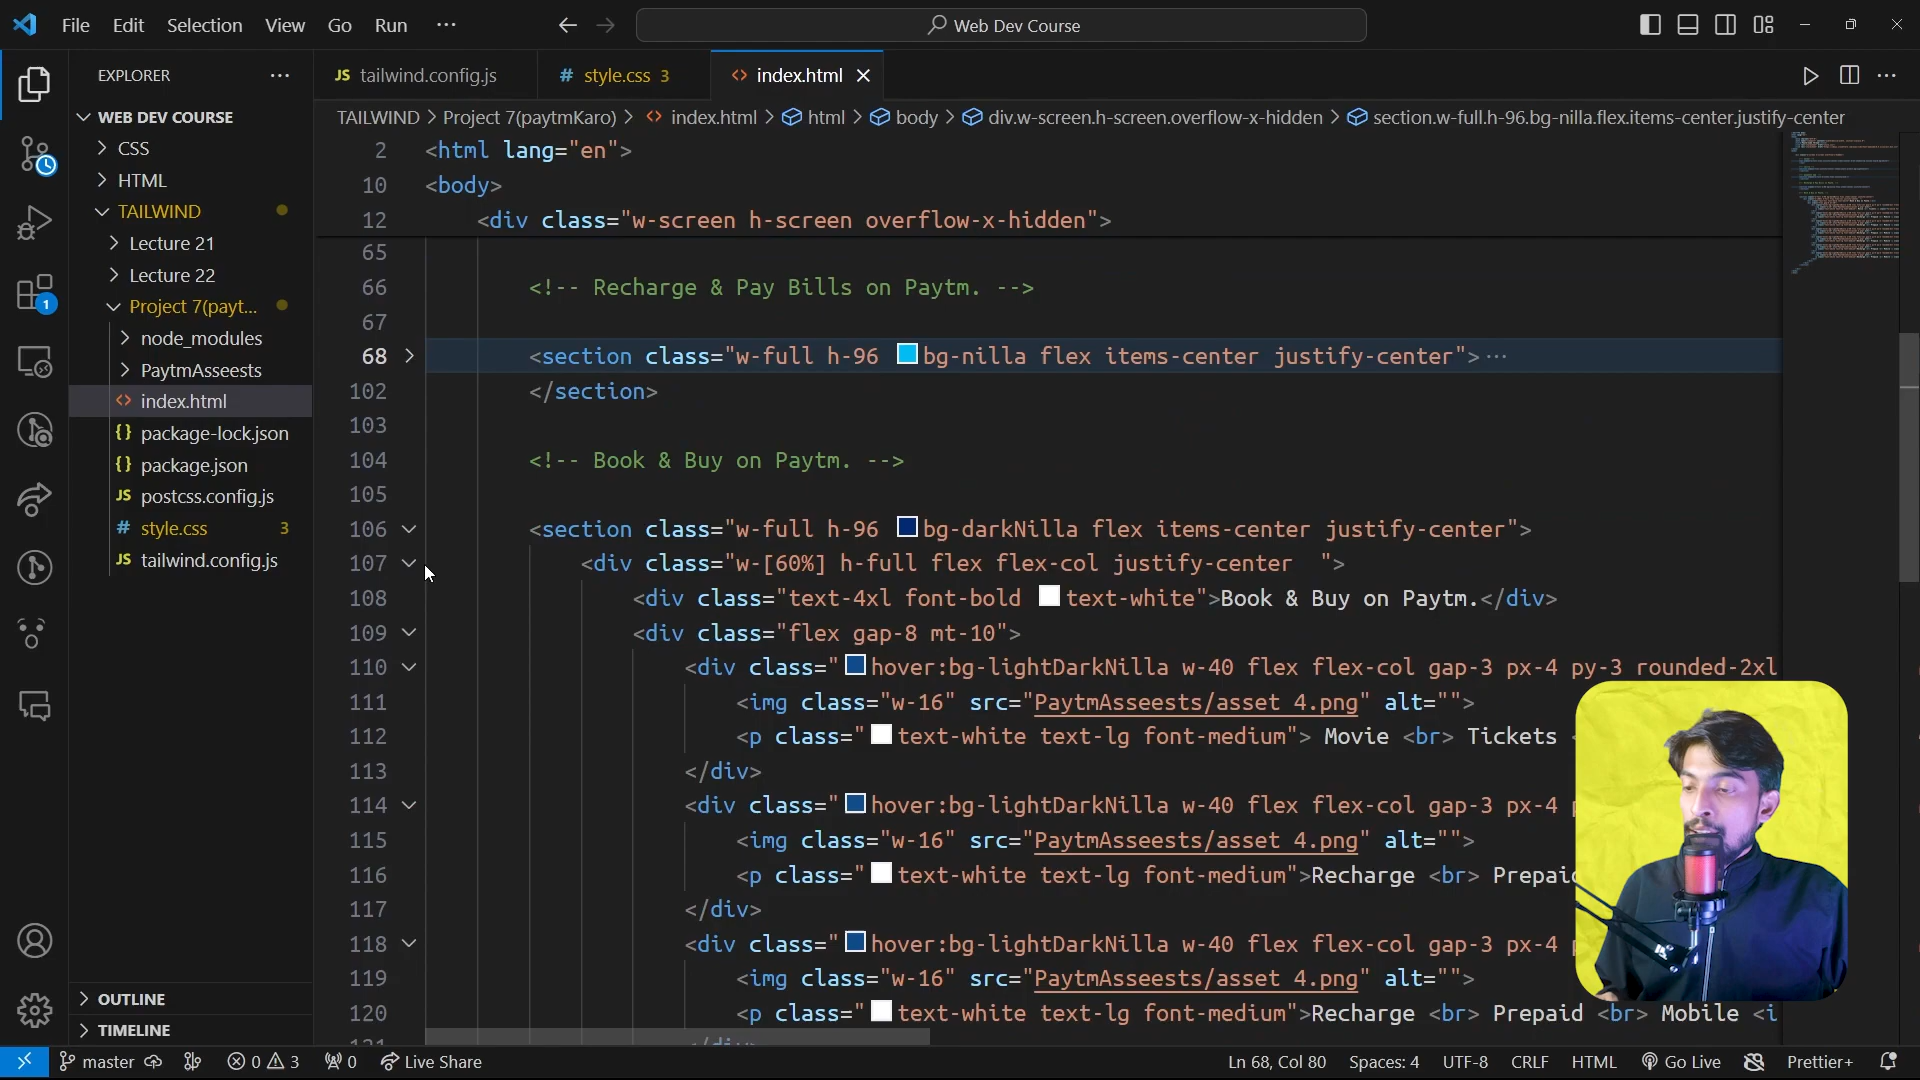 File Edit Selection View Go Run ···
Web Dev Course
EXPLORER
JS tailwind.config.js
# style.css 3
<> index.html
WEB DEV COURSE
TAILWIND > Project 7(paytmKaro) > <> index.html > html > body > div.w-screen.h-screen.overflow-x-hidden > section.w-full.h-96.bg-nilla.flex.items-center.justify-center
CSS
HTML
TAILWIND
Lecture 21
Lecture 22
Project 7(payt...
node_modules
PaytmAsseests
<> index.html
{} package-lock.json
{} package.json
JS postcss.config.js
# style.css 3
JS tailwind.config.js
1
OUTLINE
TIMELINE
2 <html lang="en">
10 <body>
12 <div class="w-screen h-screen overflow-x-hidden">
65
66 <!-- Recharge & Pay Bills on Paytm. -->
67
68 <section class="w-full h-96 bg-nilla flex items-center justify-center">···
102 </section>
103
104 <!-- Book & Buy on Paytm. -->
105
106 <section class="w-full h-96 bg-darkNilla flex items-center justify-center">
107 <div class="w-[60%] h-full flex flex-col justify-center  ">
108 <div class="text-4xl font-bold text-white">Book & Buy on Paytm.</div>
109 <div class="flex gap-8 mt-10">
110 <div class="hover:bg-lightDarkNilla w-40 flex flex-col gap-3 px-4 py-3 rounded-2xl
111 <img class="w-16" src="PaytmAsseests/asset 4.png" alt="">
112 <p class="text-white text-lg font-medium"> Movie <br> Tickets
113 </div>
114 <div class="hover:bg-lightDarkNilla w-40 flex flex-col gap-3 px-4
115 <img class="w-16" src="PaytmAsseests/asset 4.png" alt="">
116 <p class="text-white text-lg font-medium">Recharge <br>
117 </div>
118 <div class="hover:bg-lightDarkNilla w-40 flex flex-col gap-3 px-4
119 <img class="w-16" src="PaytmAsseests/asset 4.png" alt="">
120 <p class="text-white text-lg font-medium">Recharge <br> Prepaid <br> Mobile <i
master 0 3 0 Live Share
Ln 68, Col 80 Spaces: 4 UTF-8 CRLF HTML Go Live Prettier+